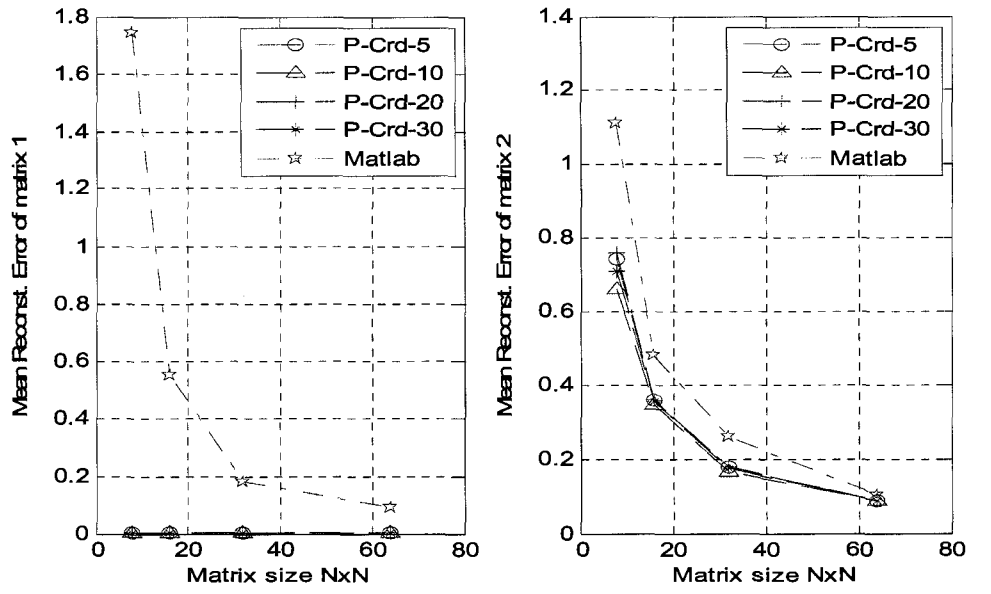 Mean Reconst. Error of matrix 1
1.8
1.6
1.4
1.2
1
0.8
0.6
0.4
0.2
0
P-Crd-5
P-Crd-10
P-Crd-20
P-Crd-30
Matlab
0 20 40 60 80
Matrix size NxN
Mean Reconst. Error of matrix 2
1.4
1.2
1
0.8
0.6
0.4
0.2
0
P-Crd-5
P-Crd-10
P-Crd-20
P-Crd-30
Matlab
0 20 40 60 80
Matrix size NxN